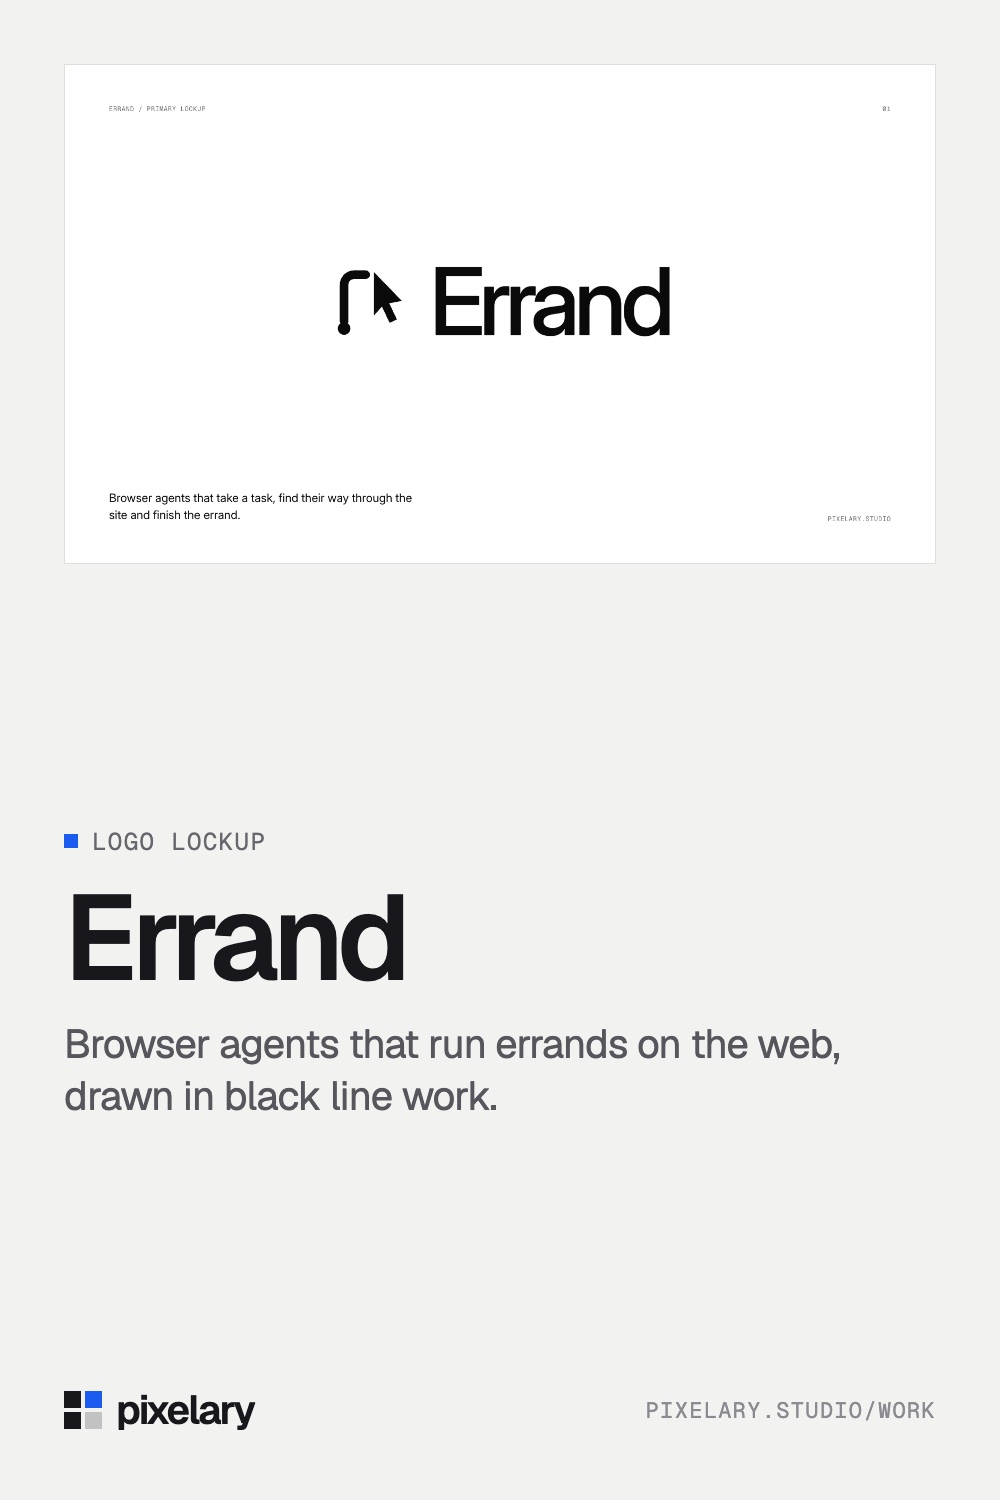 ERRAND / PRIMARY LOCKUP
01
Errand
Browser agents that take a task, find their way through the
site and finish the errand.
PIXELARY.STUDIO
LOGO LOCKUP
Errand
Browser agents that run errands on the web,
drawn in black line work.
pixelary
PIXELARY.STUDIO/WORK